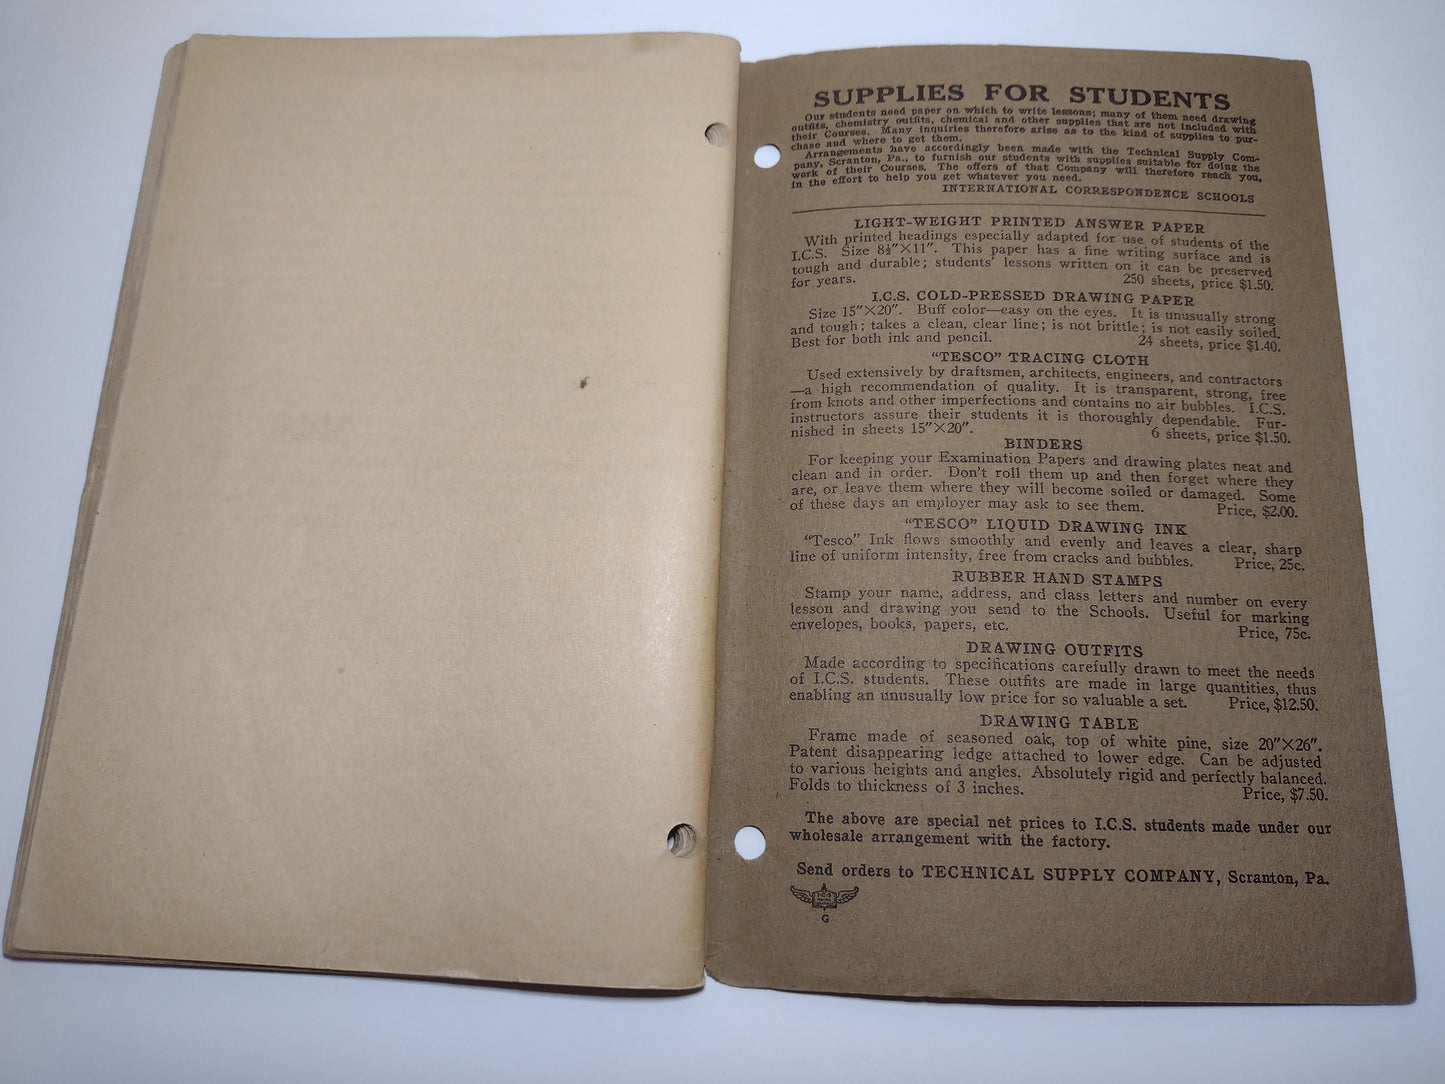 SUPPLIES FOR STUDENTS
Our students need paper on which to write lessons; many of them need drawing
outfits, chemistry outfits, chemical and other supplies that are not included with
their Courses. Many inquiries therefore arise as to the kind of supplies to pur-
chase and where to get them.
Arrangements have accordingly been made with the Technical Supply Com-
pany, Scranton, Pa., to furnish our students with supplies suitable for doing the
work of their Courses. The offers of that Company will therefore reach you,
in the effort to help you get whatever you need.
INTERNATIONAL CORRESPONDENCE SCHOOLS
LIGHT-WEIGHT PRINTED ANSWER PAPER
With printed headings especially adapted for use of students of the
I.C.S. Size 8½″×11″. This paper has a fine writing surface and is
tough and durable; students' lessons written on it can be preserved
for years. 250 sheets, price $1.50.
I.C.S. COLD-PRESSED DRAWING PAPER
Size 15″×20″. Buff color—easy on the eyes. It is unusually strong
and tough; takes a clean, clear line; is not brittle; is not easily soiled.
Best for both ink and pencil. 24 sheets, price $1.40.
"TESCO" TRACING CLOTH
Used extensively by draftsmen, architects, engineers, and contractors
—a high recommendation of quality. It is transparent, strong, free
from knots and other imperfections and contains no air bubbles. I.C.S.
instructors assure their students it is thoroughly dependable. Fur-
nished in sheets 15″×20″. 6 sheets, price $1.50.
BINDERS
For keeping your Examination Papers and drawing plates neat and
clean and in order. Don't roll them up and then forget where they
are, or leave them where they will become soiled or damaged. Some
of these days an employer may ask to see them. Price, $2.00.
"TESCO" LIQUID DRAWING INK
"Tesco" Ink flows smoothly and evenly and leaves a clear, sharp
line of uniform intensity, free from cracks and bubbles. Price, 25c.
RUBBER HAND STAMPS
Stamp your name, address, and class letters and number on every
lesson and drawing you send to the Schools. Useful for marking
envelopes, books, papers, etc. Price, 75c.
DRAWING OUTFITS
Made according to specifications carefully drawn to meet the needs
of I.C.S. students. These outfits are made in large quantities, thus
enabling an unusually low price for so valuable a set. Price, $12.50.
DRAWING TABLE
Frame made of seasoned oak, top of white pine, size 20″×26″.
Patent disappearing ledge attached to lower edge. Can be adjusted
to various heights and angles. Absolutely rigid and perfectly balanced.
Folds to thickness of 3 inches. Price, $7.50.
The above are special net prices to I.C.S. students made under our
wholesale arrangement with the factory.
Send orders to TECHNICAL SUPPLY COMPANY, Scranton, Pa.
G